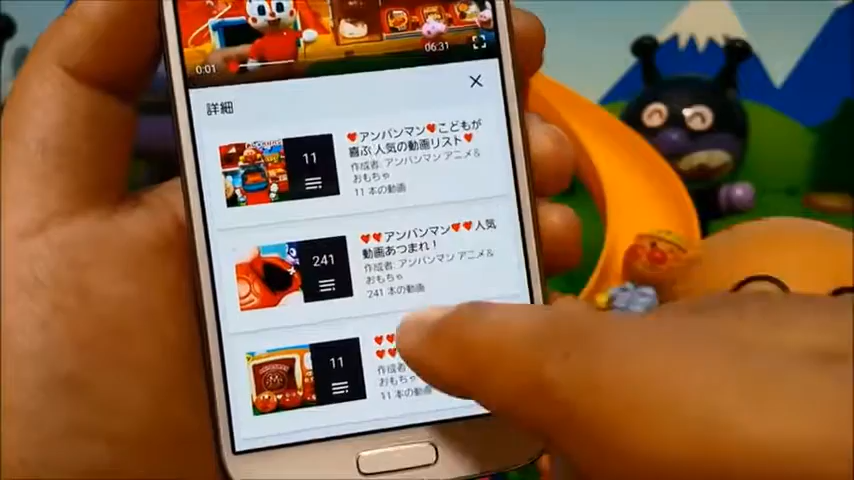 0:01
06:31
詳細
11
❤アンパンマン❤こどもが
喜ぶ人気の動画リスト❤
作成者: アンパンマン アニメ&
おもちゃ
11 本の動画
241
❤❤アンパンマン❤❤人気
動画あつまれ!
作成者: アンパンマン アニメ&
おもちゃ
241 本の動画
11
作成
おもちゃ
11 本の動画